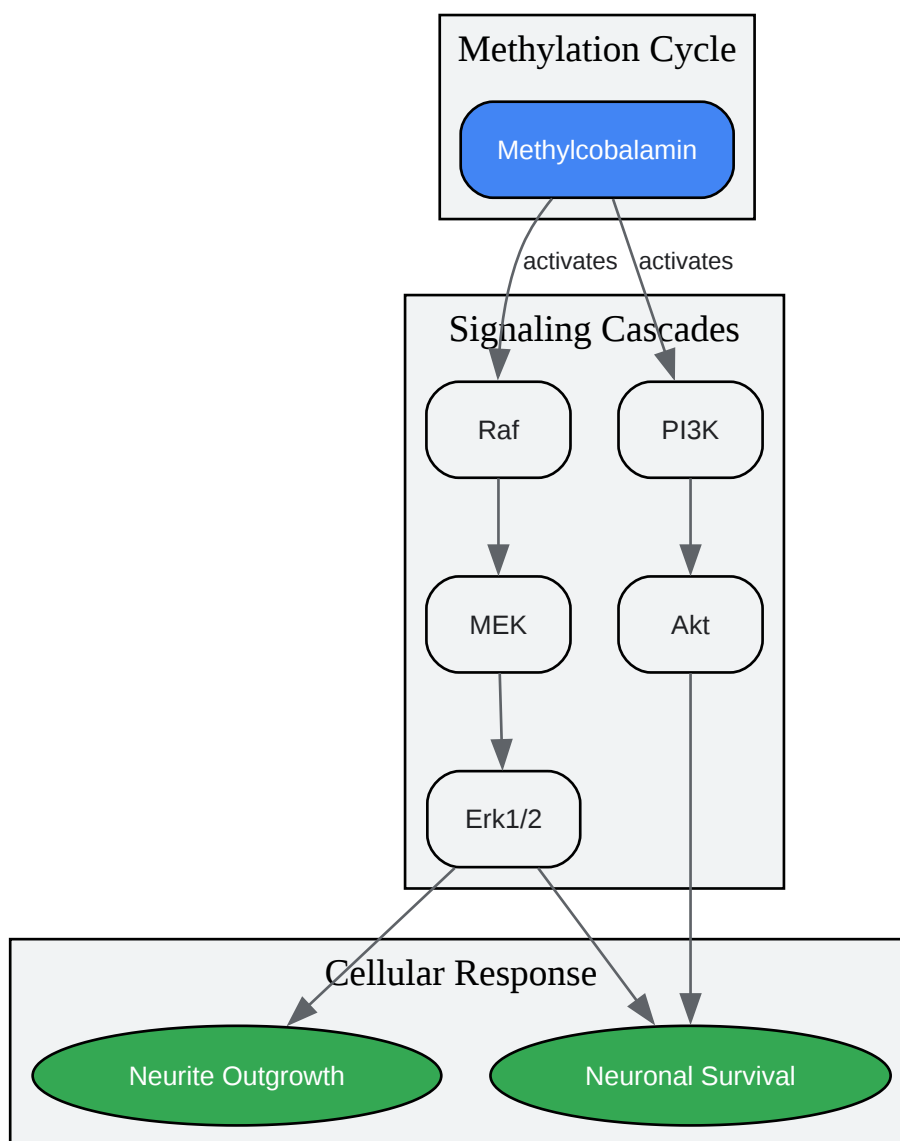 Methylation Cycle
Methylcobalamin
activates activates
Signaling Cascades
Raf PI3K
MEK Akt
Erk1/2
Cellular Response
Neurite Outgrowth Neuronal Survival